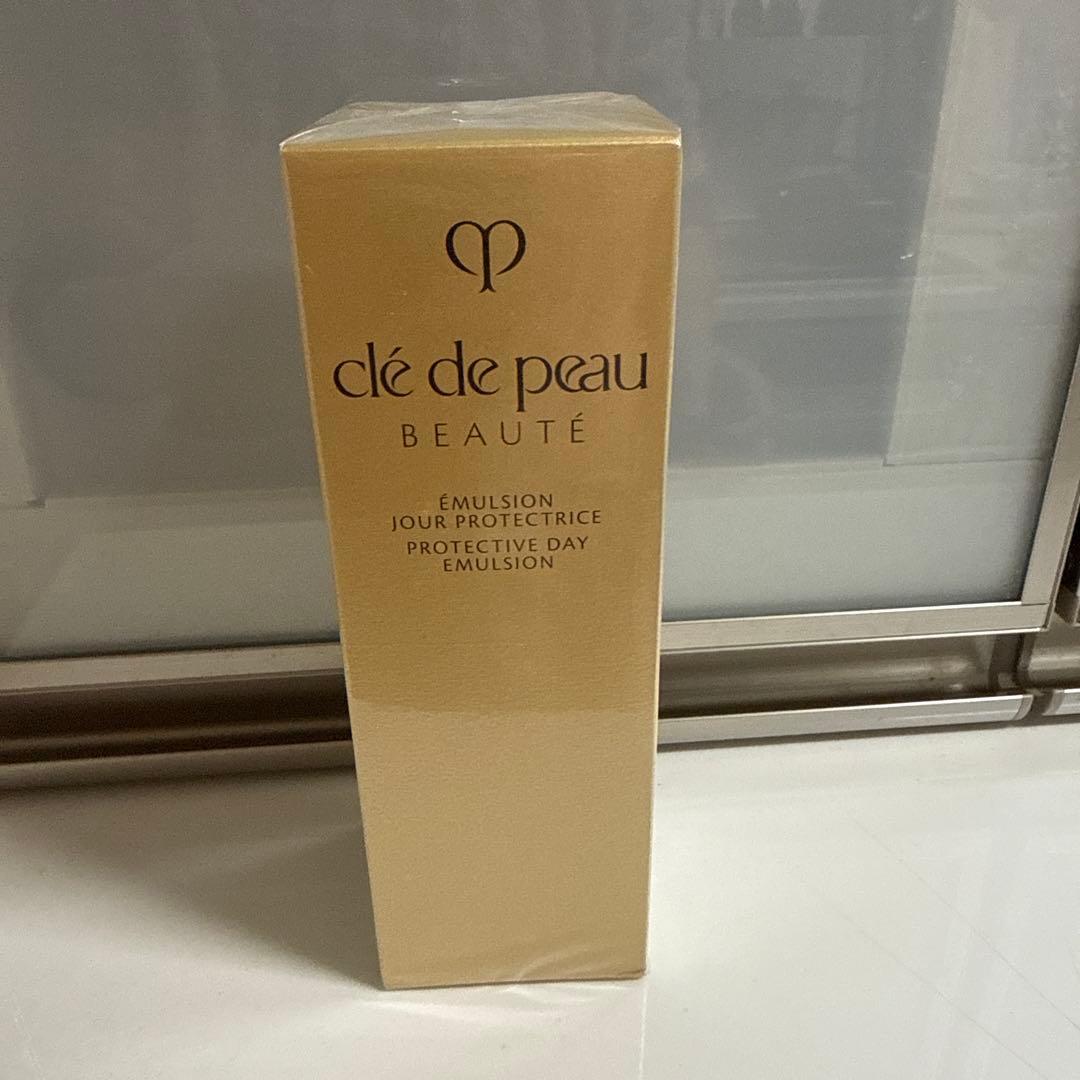 clé de peau
BEAUTÉ
ÉMULSION
JOUR PROTECTRICE
PROTECTIVE DAY
EMULSION